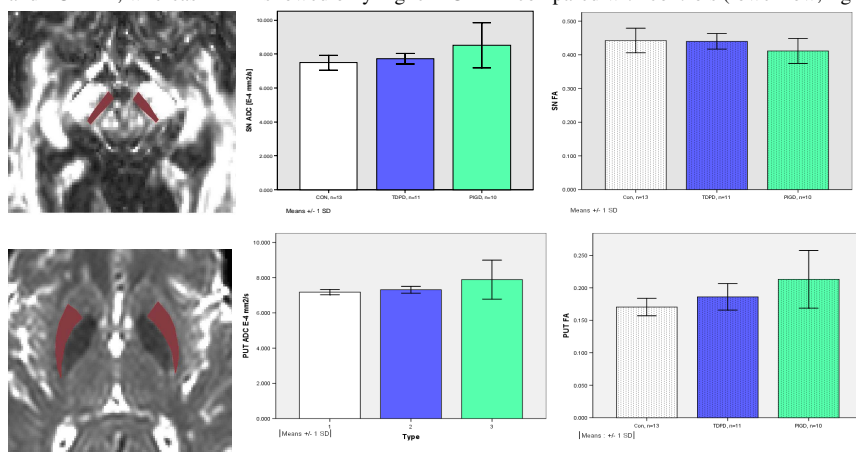 10.000
8.000
6.000
4.000
2.000
0.000
SN ADC [E-4 mm2/s]
CON, n=13
TDPD, n=11
PIGD, n=10
Means +/- 1 SD
0.500
0.400
0.300
0.200
0.100
0.000
SN FA
Con, n=13
TDPD, n=11
PIGD, n=10
Means +/- 1 SD
10.000
8.000
6.000
4.000
2.000
0.000
PUT ADC E-4 mm2/s
1
2
3
Type
Means +/- 1 SD
0.250
0.200
0.150
0.100
0.050
0.000
PUT FA
Con, n=13
TDPD, n=11
PIGD, n=10
Means : +/- 1 SD